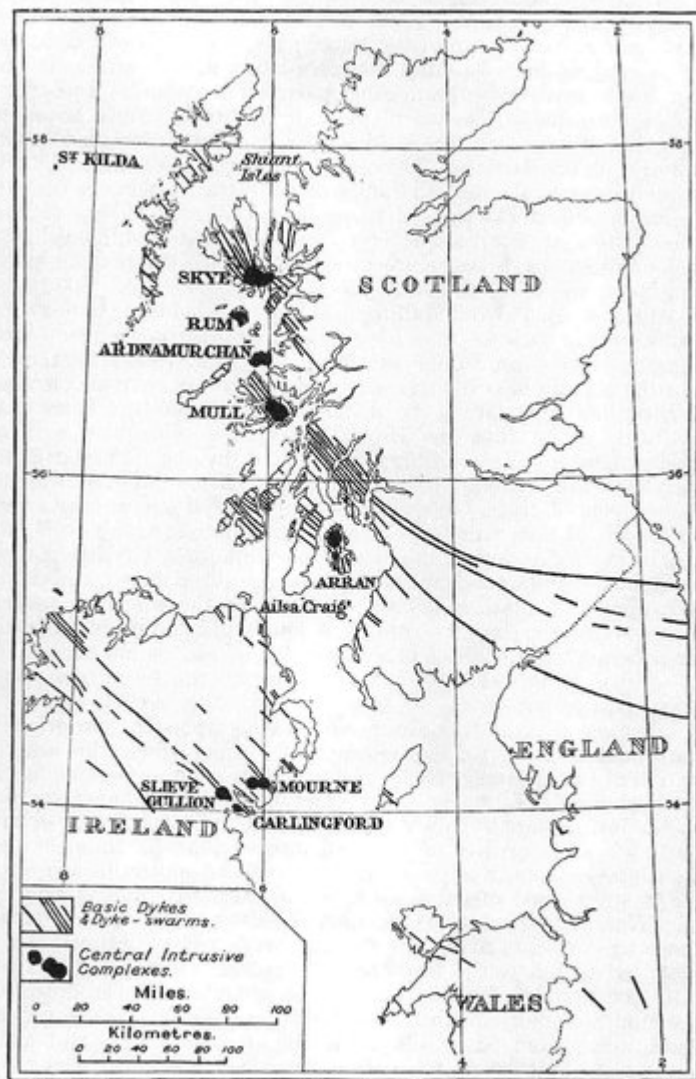 8
6
4
2
58
58
Sᵀ KILDA
Shiant
Isles
SKYE
SCOTLAND
RUM
ARDNAMURCHAN
MULL
56
56
ARRAN
Ailsa Craig
ENGLAND
MOURNE
SLIEVE
GULLION
54
54
IRELAND
CARLINGFORD
8
6
Basic Dykes
& Dyke-swarms.
Central Intrusive
Complexes.
Miles.
0 20 40 60 80 100
Kilometres.
0 20 40 60 80 100
WALES
4
2